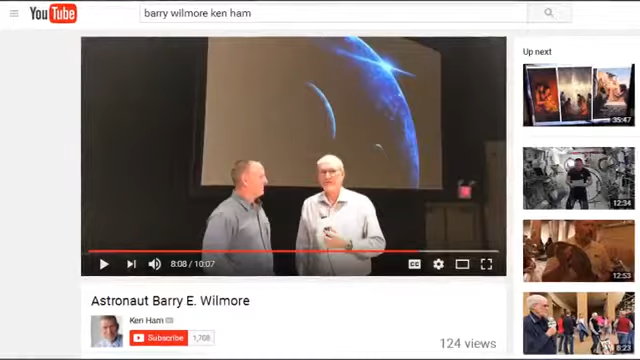 YouTube
barry wilmore ken ham
Up next
35:47
12:34
12:53
8:23
8:08 / 10:07
CC
Astronaut Barry E. Wilmore
Ken Ham
Subscribe 1,708
124 views